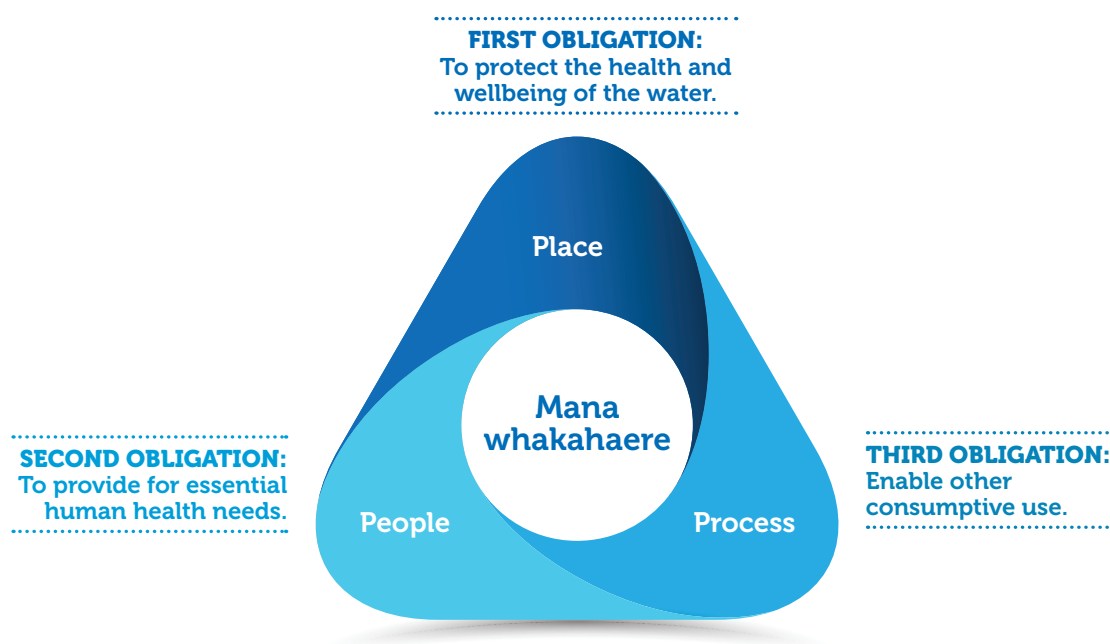 FIRST OBLIGATION:
To protect the health and
wellbeing of the water.
Place
Mana
whakahaere
SECOND OBLIGATION:
To provide for essential
human health needs.
People
Process
THIRD OBLIGATION:
Enable other
consumptive use.